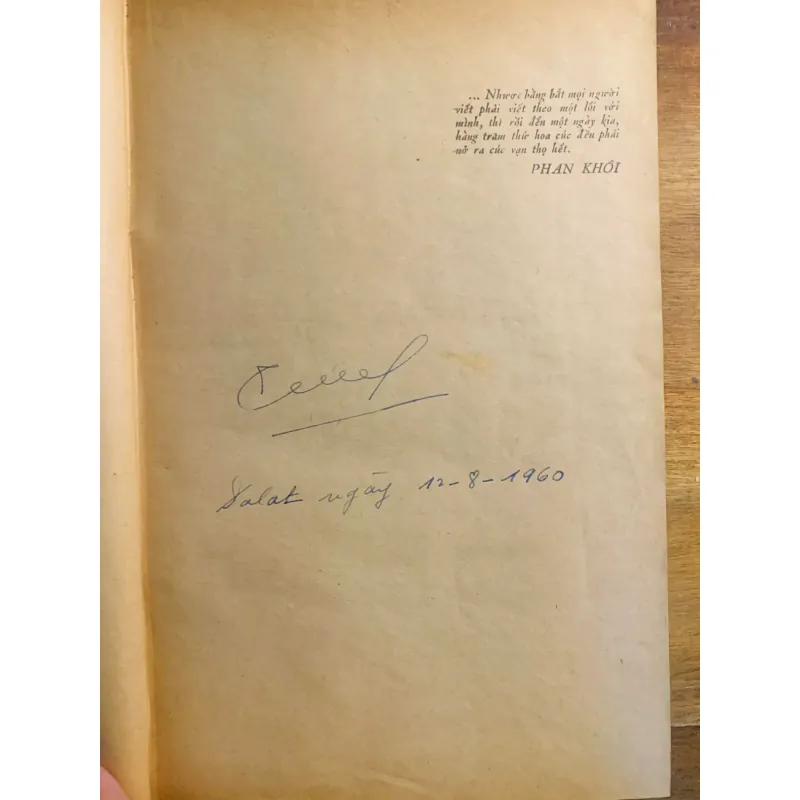 ... Nhược bằng bắt mọi người
viết phải viết theo một lối với
mình, thì rồi đến một ngày kia,
hàng trăm thứ hoa cúc đều phải
nở ra cúc vạn thọ hết.
PHAN KHÔI
Dalat ngày 12-8-1960